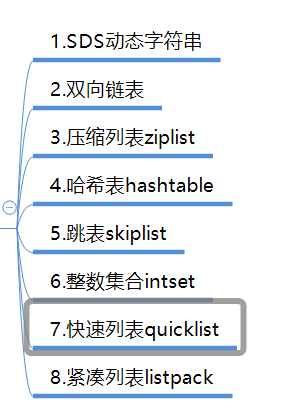 1.SDS动态字符串
2.双向链表
3.压缩列表ziplist
4.哈希表hashtable
5.跳表skiplist
6.整数集合intset
7.快速列表quicklist
8.紧凑列表listpack